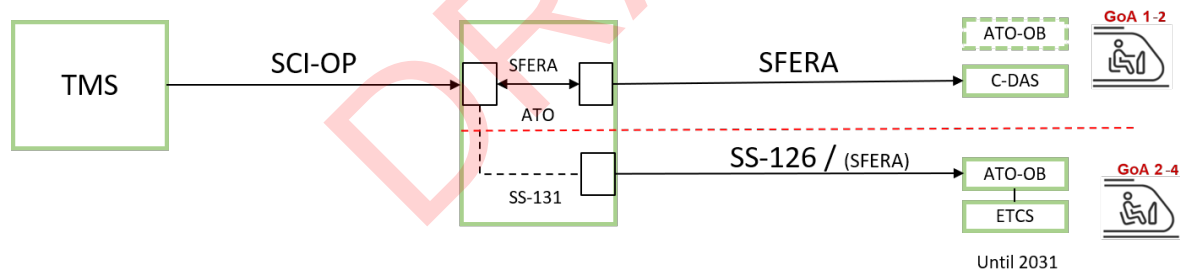 GoA 1-2
ATO-OB
SCI-OP
SFERA
SFERA
TMS
C-DAS
ATO
SS-126 / (SFERA)
GoA 2-4
ATO-OB
SS-131
ETCS
Until 2031
DRA